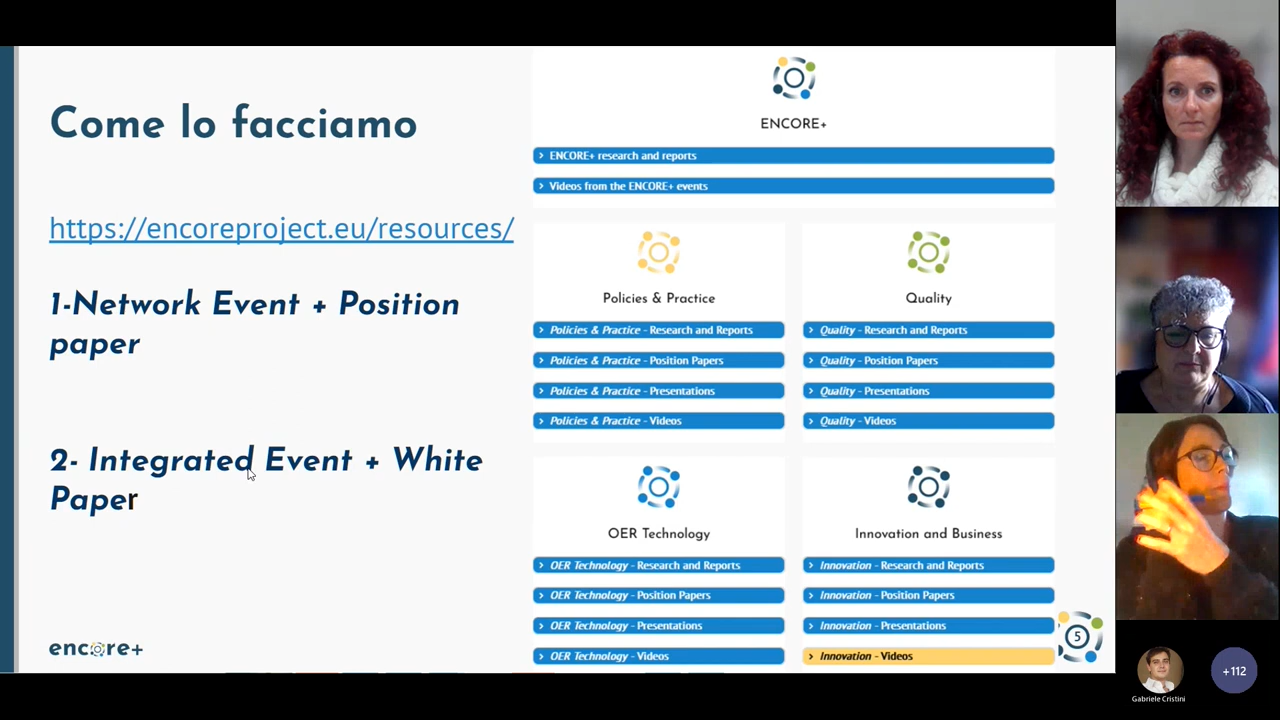 Come lo facciamo
https://encoreproject.eu/resources/
1-Network Event + Position
paper
2- Integrated Event + White
Paper
encore+
ENCORE+
ENCORE+ research and reports
Videos from the ENCORE+ events
Policies & Practice
Policies & Practice - Research and Reports
Policies & Practice - Position Papers
Policies & Practice - Presentations
Policies & Practice - Videos
Quality
Quality - Research and Reports
Quality - Position Papers
Quality - Presentations
Quality - Videos
OER Technology
OER Technology - Research and Reports
OER Technology - Position Papers
OER Technology - Presentations
OER Technology - Videos
Innovation and Business
Innovation - Research and Reports
Innovation - Position Papers
Innovation - Presentations
Innovation - Videos
5
Gabriele Cristini
+112